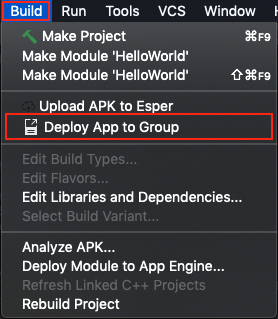 Build Run Tools VCS Window
Make Project ⌘F9
Make Module 'HelloWorld'
Make Module 'HelloWorld' ⇧⌘F9
Upload APK to Esper
Deploy App to Group
Edit Build Types...
Edit Flavors...
Edit Libraries and Dependencies...
Select Build Variant...
Analyze APK...
Deploy Module to App Engine...
Refresh Linked C++ Projects
Rebuild Project